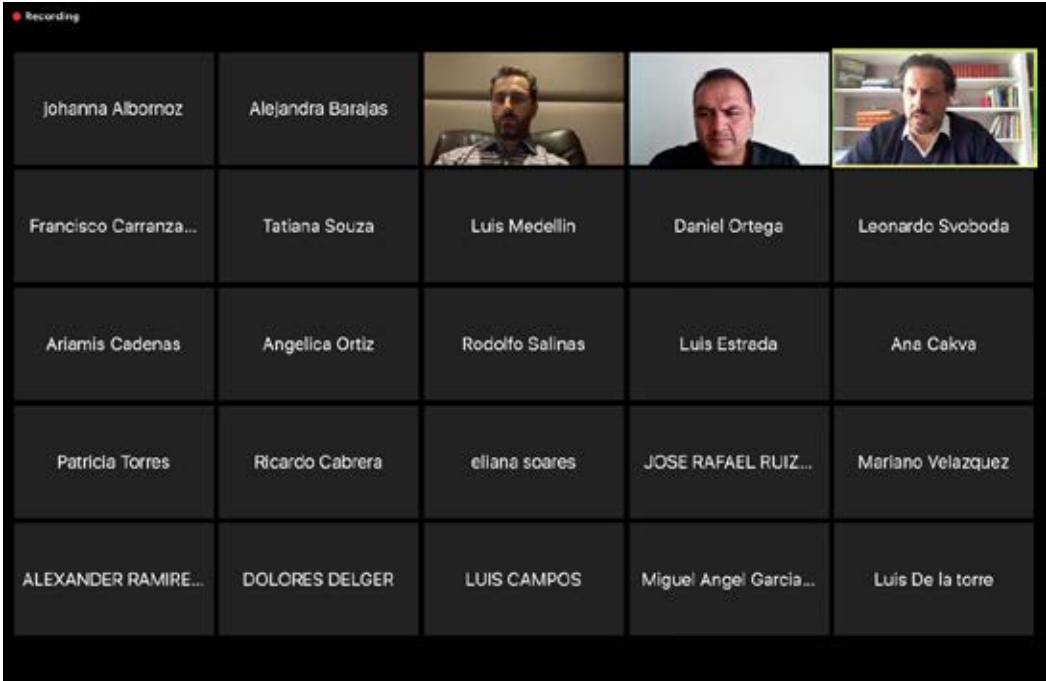 Recording
Johanna Albornoz
Alejandra Barajas
Francisco Carranza...
Tatiana Souza
Luis Medellin
Daniel Ortega
Leonardo Svoboda
Ariamis Cadenas
Angelica Ortiz
Rodolfo Salinas
Luis Estrada
Ana Cakva
Patricia Torres
Ricardo Cabrera
eliana soares
JOSE RAFAEL RUIZ...
Mariano Velazquez
ALEXANDER RAMIRE...
DOLORES DELGER
LUIS CAMPOS
Miguel Angel Garcia...
Luis De la torre